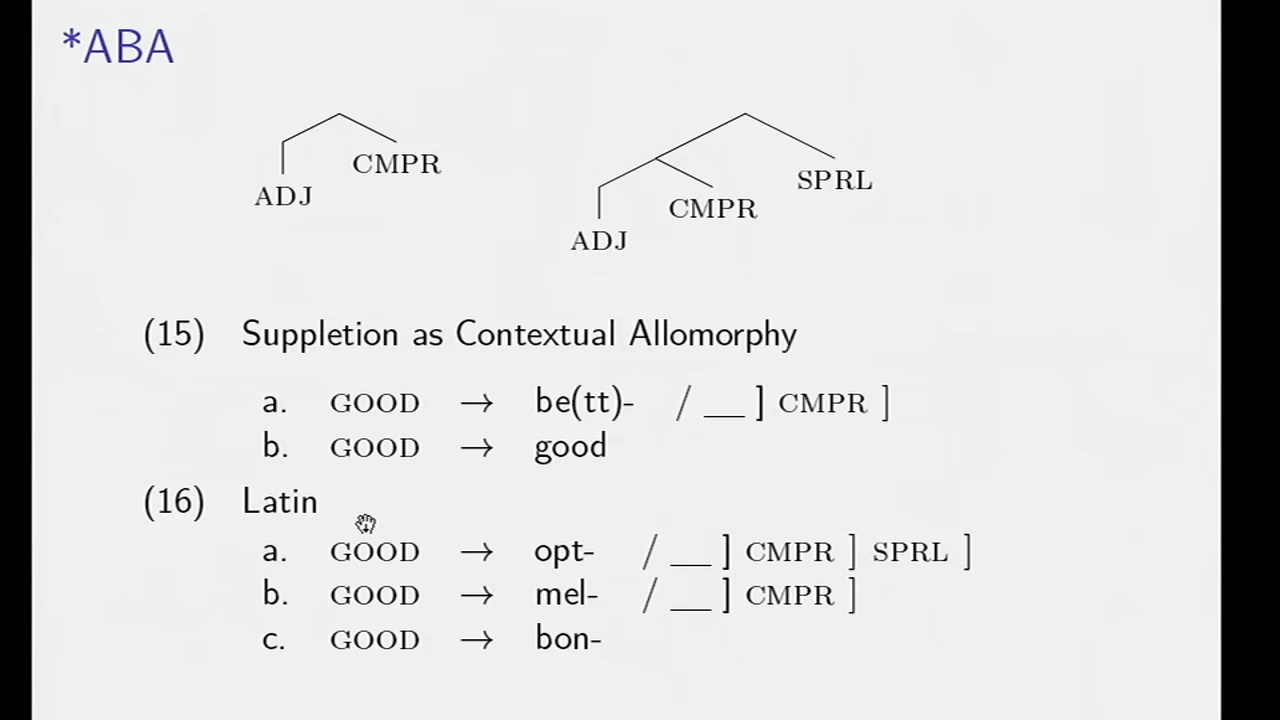 *ABA
CMPR
ADJ
SPRL
CMPR
ADJ
(15) Suppletion as Contextual Allomorphy
a. GOOD → be(tt)- / __ ] CMPR ]
b. GOOD → good
(16) Latin
a. GOOD → opt- / __ ] CMPR ] SPRL ]
b. GOOD → mel- / __ ] CMPR ]
c. GOOD → bon-